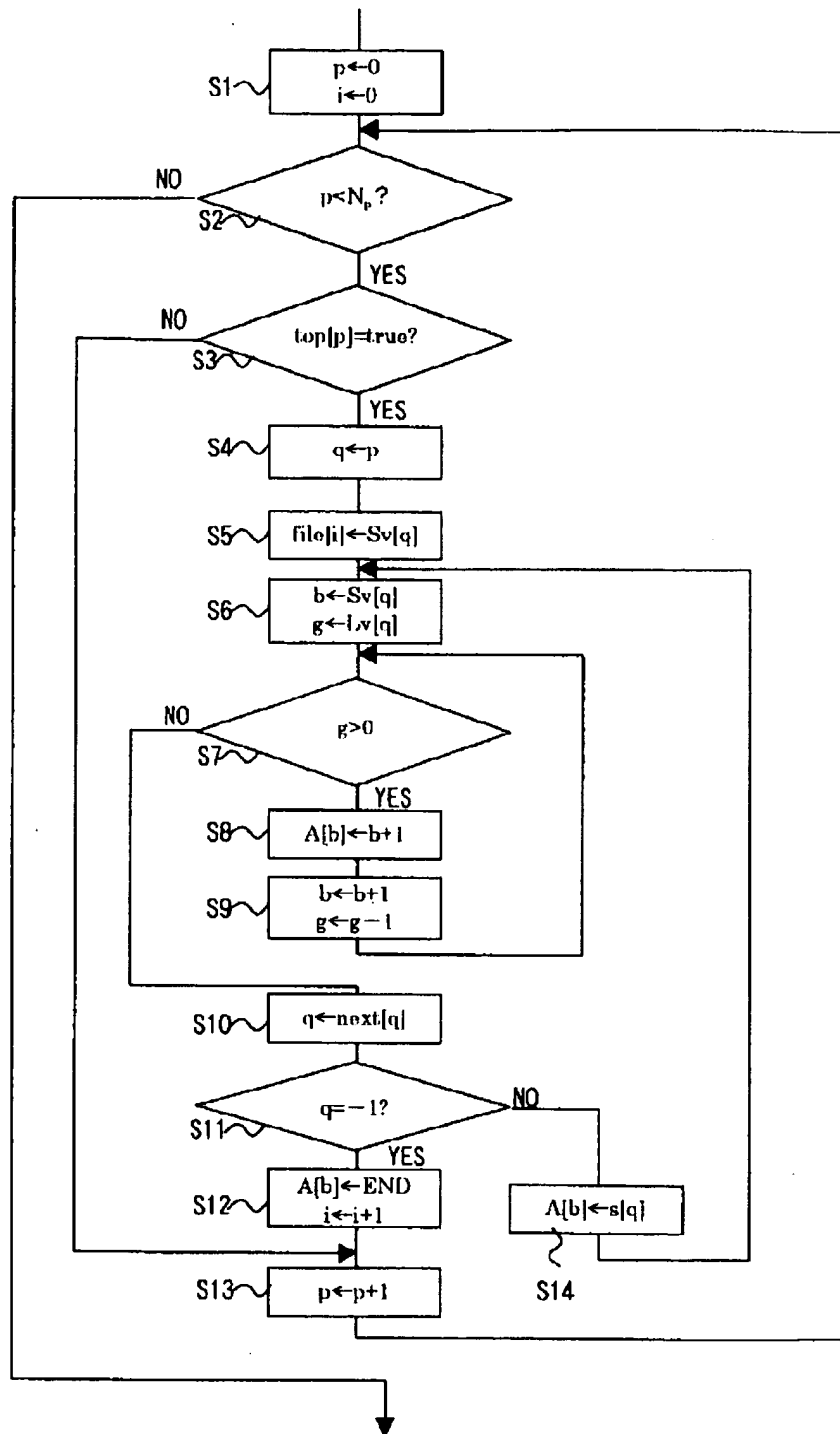 S1
p←0
i←0
NO
p<Nₚ?
S2
YES
NO
top[p]=true?
S3
YES
S4
q←p
S5
file[i]←Sv[q]
S6
b←Sv[q]
g←Lv[q]
NO
g>0
S7
YES
S8
A[b]←b+1
S9
b←b+1
g←g−1
S10
q←next[q]
q=−1?
NO
S11
YES
S12
A[b]←END
i←i+1
A[b]←s[q]
S14
S13
p←p+1